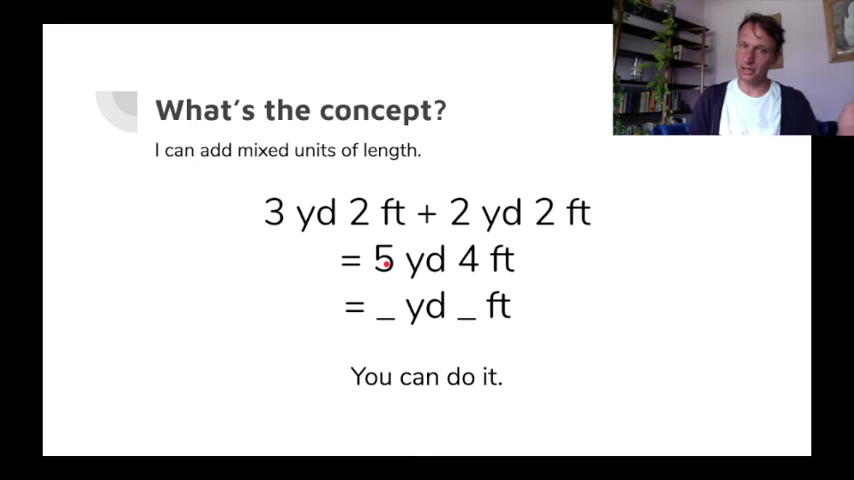 What's the concept?
I can add mixed units of length.
3 yd 2 ft + 2 yd 2 ft
= 5 yd 4 ft
= _ yd _ ft
You can do it.